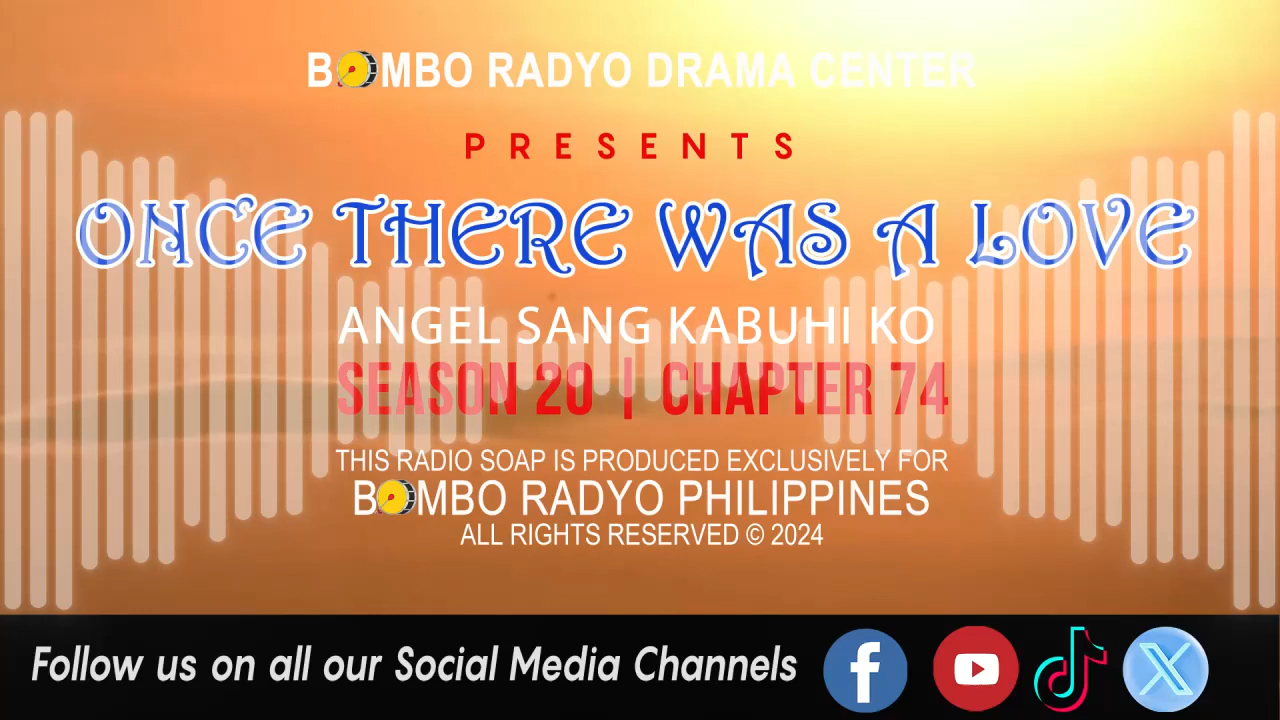 BOMBO RADYO DRAMA CENTER
PRESENTS
ONCE THERE WAS A LOVE
ANGEL SANG KABUHI KO
SEASON 20 | CHAPTER 74
THIS RADIO SOAP IS PRODUCED EXCLUSIVELY FOR
BOMBO RADYO PHILIPPINES
ALL RIGHTS RESERVED © 2024
Follow us on all our Social Media Channels